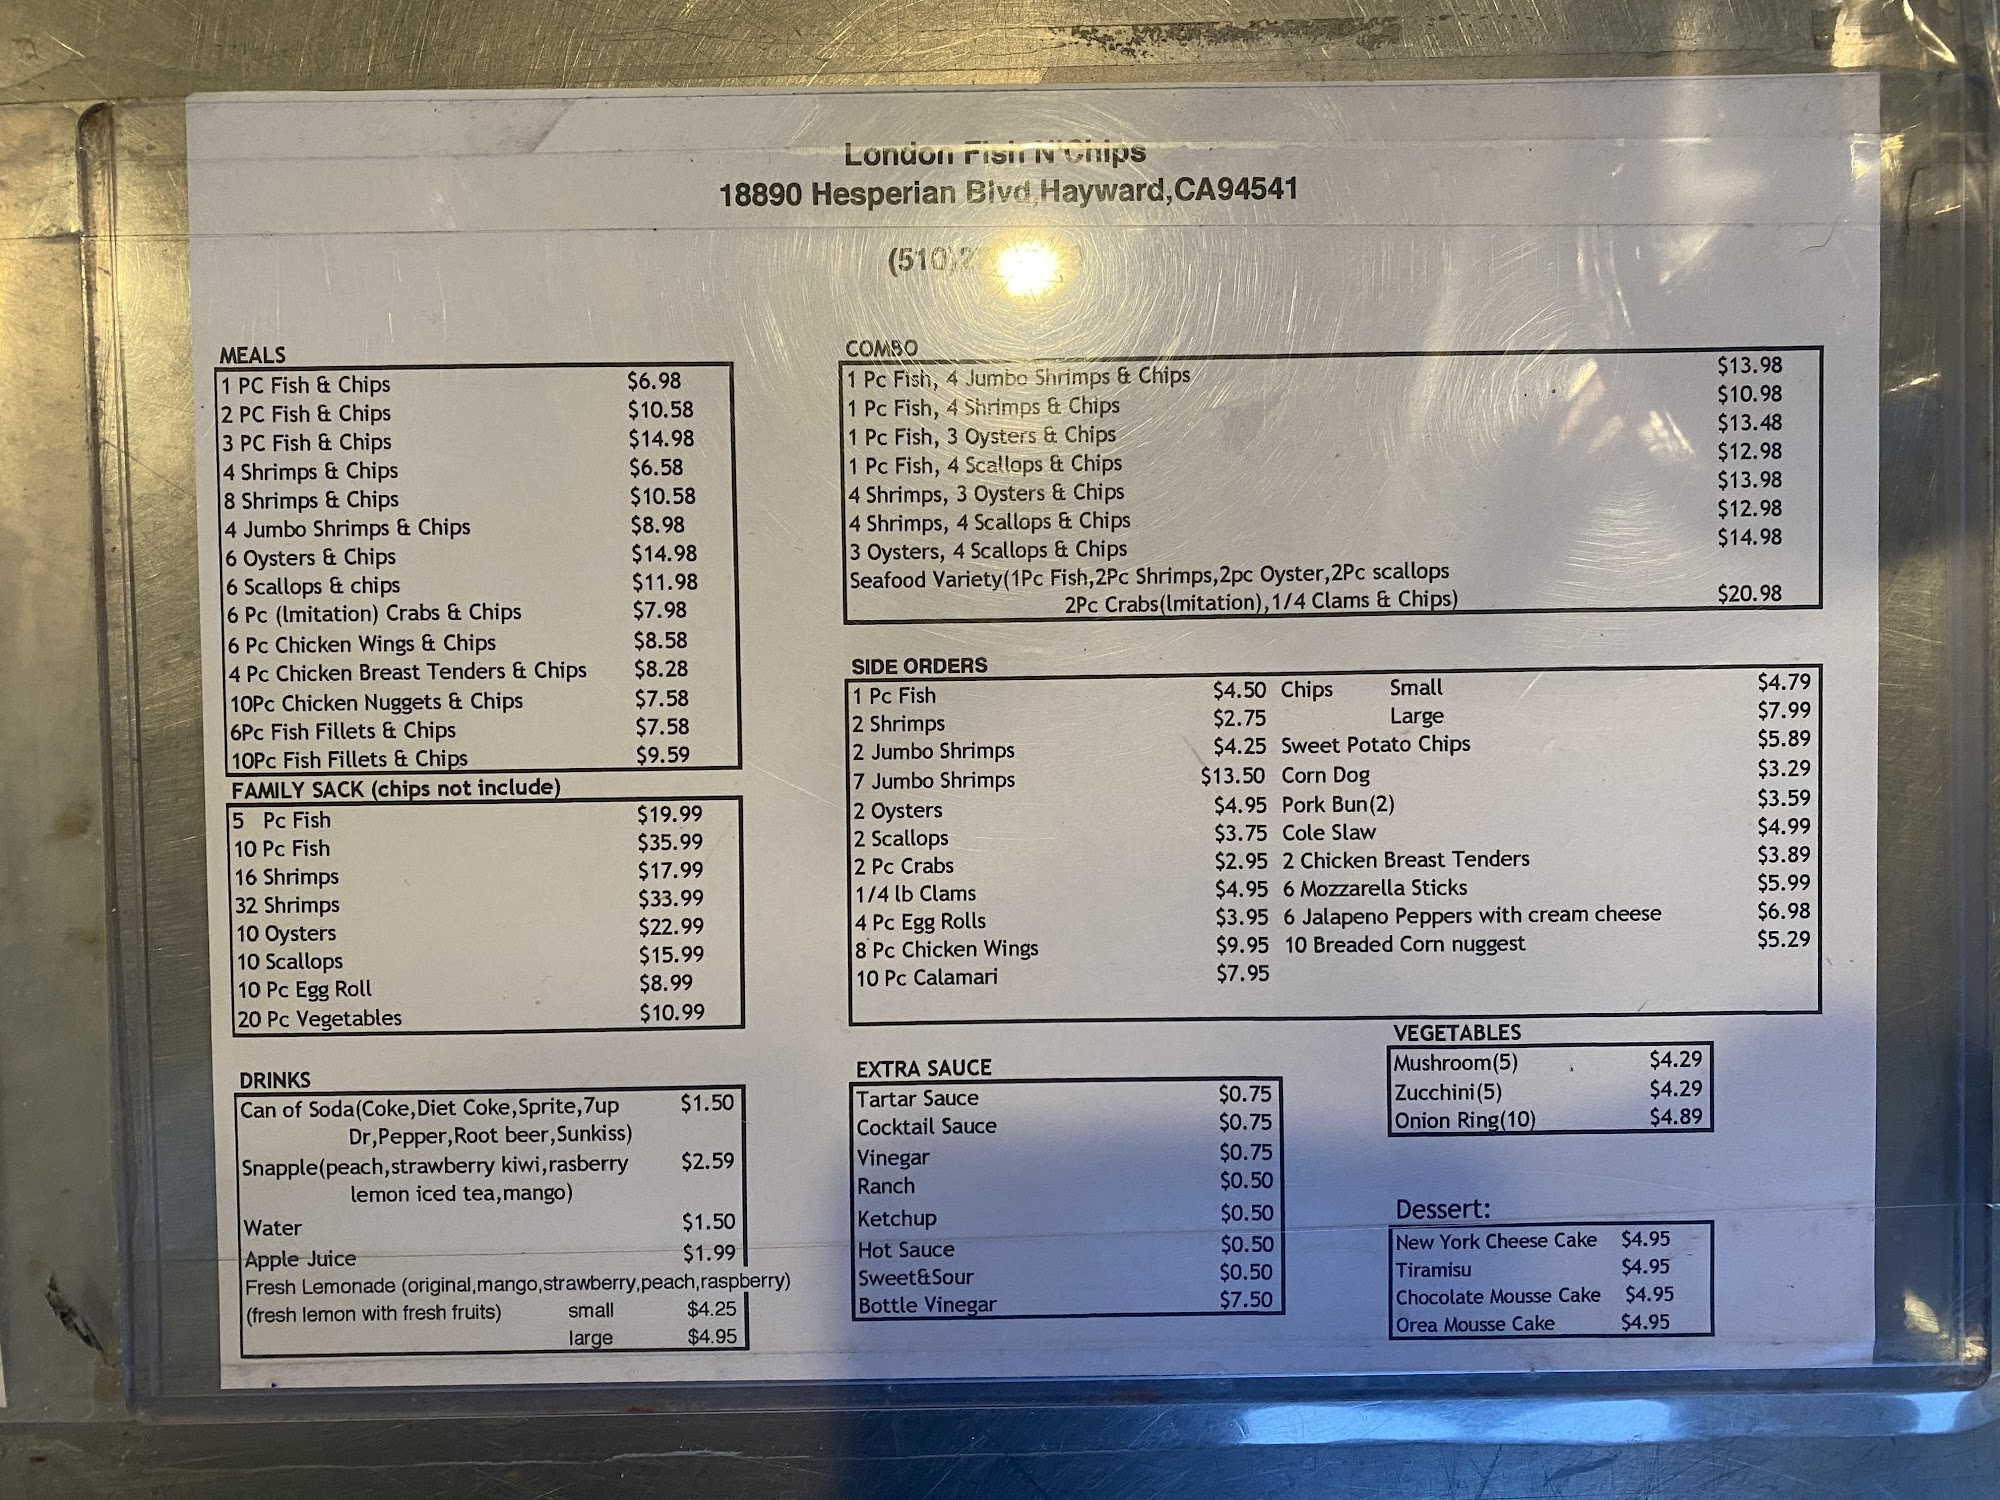 London Fish N'Chips
18890 Hesperian Blvd,Hayward,CA94541
(510)2
MEALS
1 PC Fish & Chips $6.98
2 PC Fish & Chips $10.58
3 PC Fish & Chips $14.98
4 Shrimps & Chips $6.58
8 Shrimps & Chips $10.58
4 Jumbo Shrimps & Chips $8.98
6 Oysters & Chips $14.98
6 Scallops & chips $11.98
6 Pc (Imitation) Crabs & Chips $7.98
6 Pc Chicken Wings & Chips $8.58
4 Pc Chicken Breast Tenders & Chips $8.28
10Pc Chicken Nuggets & Chips $7.58
6Pc Fish Fillets & Chips $7.58
10Pc Fish Fillets & Chips $9.59
FAMILY SACK (chips not include)
5 Pc Fish $19.99
10 Pc Fish $35.99
16 Shrimps $17.99
32 Shrimps $33.99
10 Oysters $22.99
10 Scallops $15.99
10 Pc Egg Roll $8.99
20 Pc Vegetables $10.99
DRINKS
Can of Soda(Coke,Diet Coke,Sprite,7up $1.50
Dr,Pepper,Root beer,Sunkiss)
Snapple(peach,strawberry kiwi,rasberry $2.59
lemon iced tea,mango)
Water $1.50
Apple Juice $1.99
Fresh Lemonade (original,mango,strawberry,peach,raspberry)
(fresh lemon with fresh fruits) small $4.25
large $4.95
COMBO
1 Pc Fish, 4 Jumbo Shrimps & Chips $13.98
1 Pc Fish, 4 Shrimps & Chips $10.98
1 Pc Fish, 3 Oysters & Chips $13.48
1 Pc Fish, 4 Scallops & Chips $12.98
4 Shrimps, 3 Oysters & Chips $13.98
4 Shrimps, 4 Scallops & Chips $12.98
3 Oysters, 4 Scallops & Chips $14.98
Seafood Variety(1Pc Fish,2Pc Shrimps,2pc Oyster,2Pc scallops
2Pc Crabs(Imitation),1/4 Clams & Chips) $20.98
SIDE ORDERS
1 Pc Fish $4.50 Chips Small $4.79
2 Shrimps $2.75 Large $7.99
2 Jumbo Shrimps $4.25 Sweet Potato Chips $5.89
7 Jumbo Shrimps $13.50 Corn Dog $3.29
2 Oysters $4.95 Pork Bun(2) $3.59
2 Scallops $3.75 Cole Slaw $4.99
2 Pc Crabs $2.95 2 Chicken Breast Tenders $3.89
1/4 lb Clams $4.95 6 Mozzarella Sticks $5.99
4 Pc Egg Rolls $3.95 6 Jalapeno Peppers with cream cheese $6.98
8 Pc Chicken Wings $9.95 10 Breaded Corn nuggest $5.29
10 Pc Calamari $7.95
EXTRA SAUCE
Tartar Sauce $0.75
Cocktail Sauce $0.75
Vinegar $0.75
Ranch $0.50
Ketchup $0.50
Hot Sauce $0.50
Sweet&Sour $0.50
Bottle Vinegar $7.50
VEGETABLES
Mushroom(5) $4.29
Zucchini(5) $4.29
Onion Ring(10) $4.89
Dessert:
New York Cheese Cake $4.95
Tiramisu $4.95
Chocolate Mousse Cake $4.95
Orea Mousse Cake $4.95